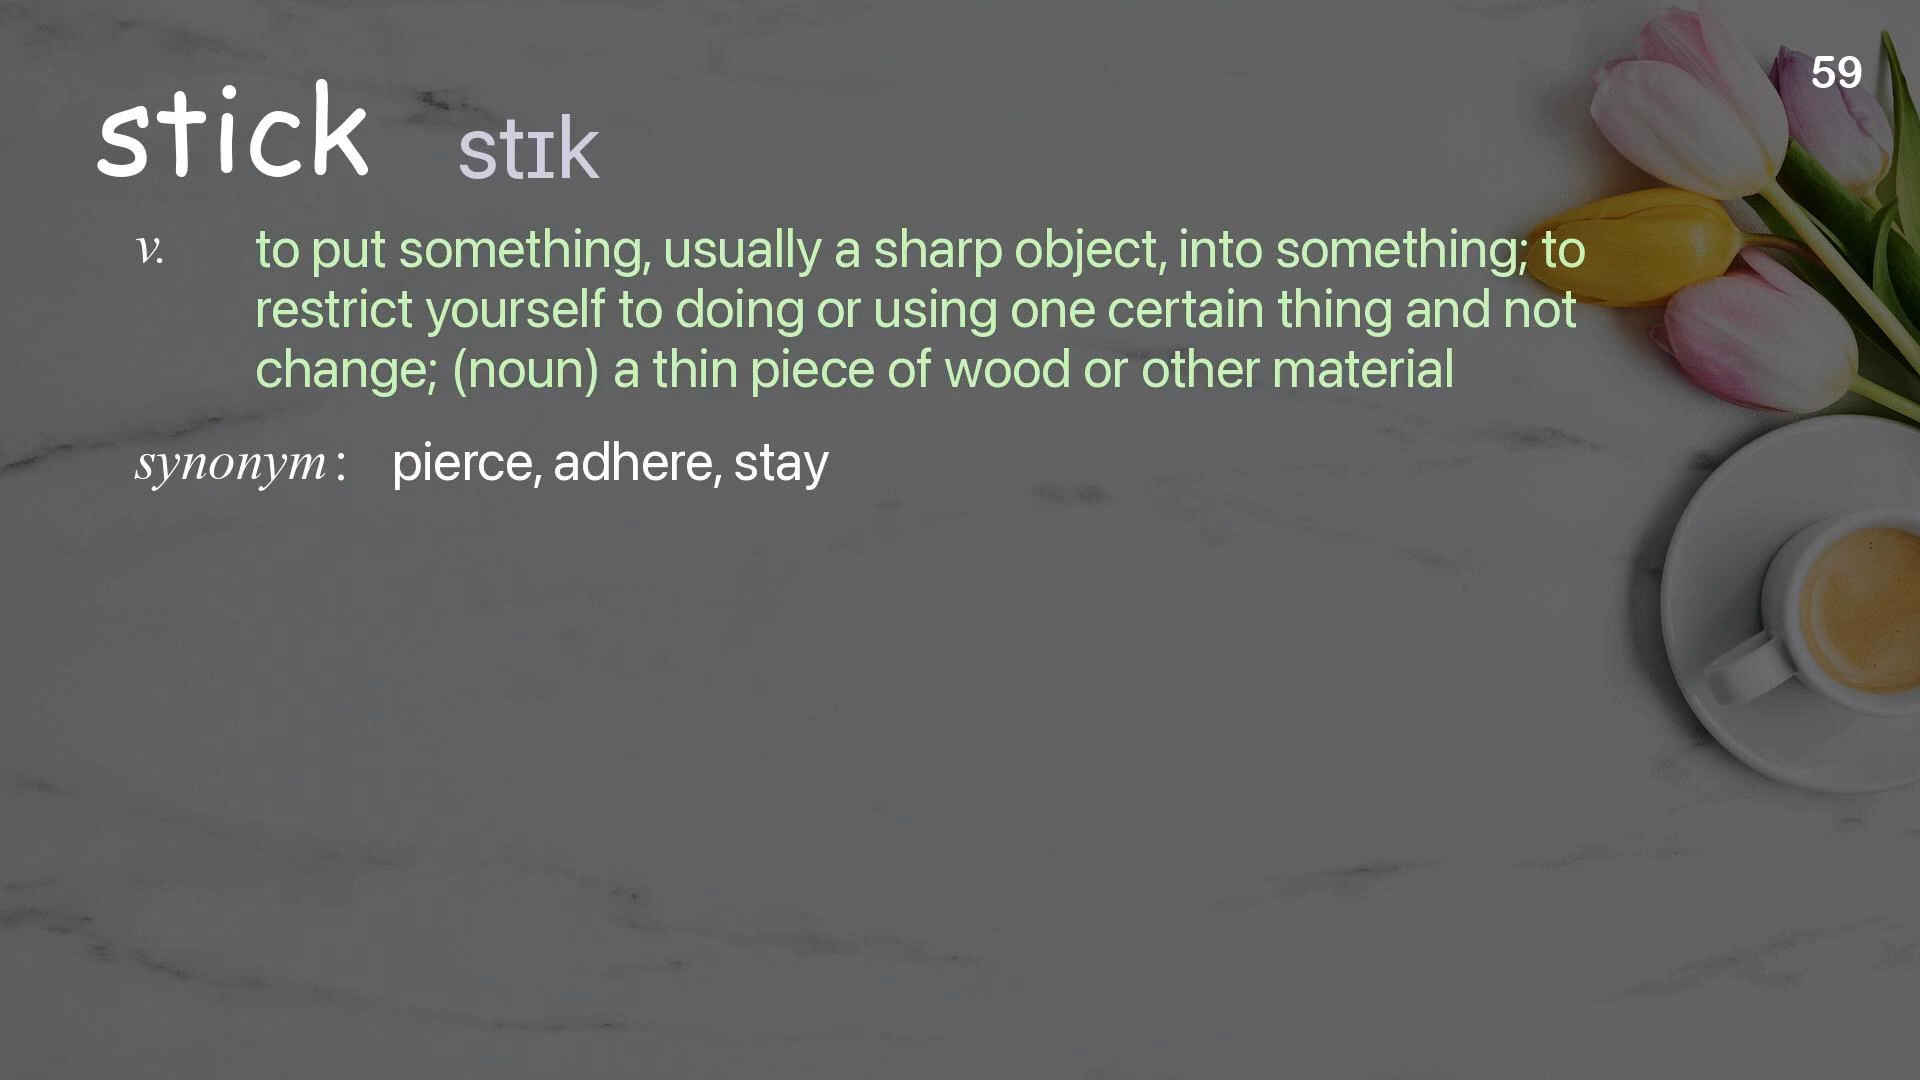 59
stick stɪk
v. to put something, usually a sharp object, into something; to
restrict yourself to doing or using one certain thing and not
change; (noun) a thin piece of wood or other material
synonym: pierce, adhere, stay